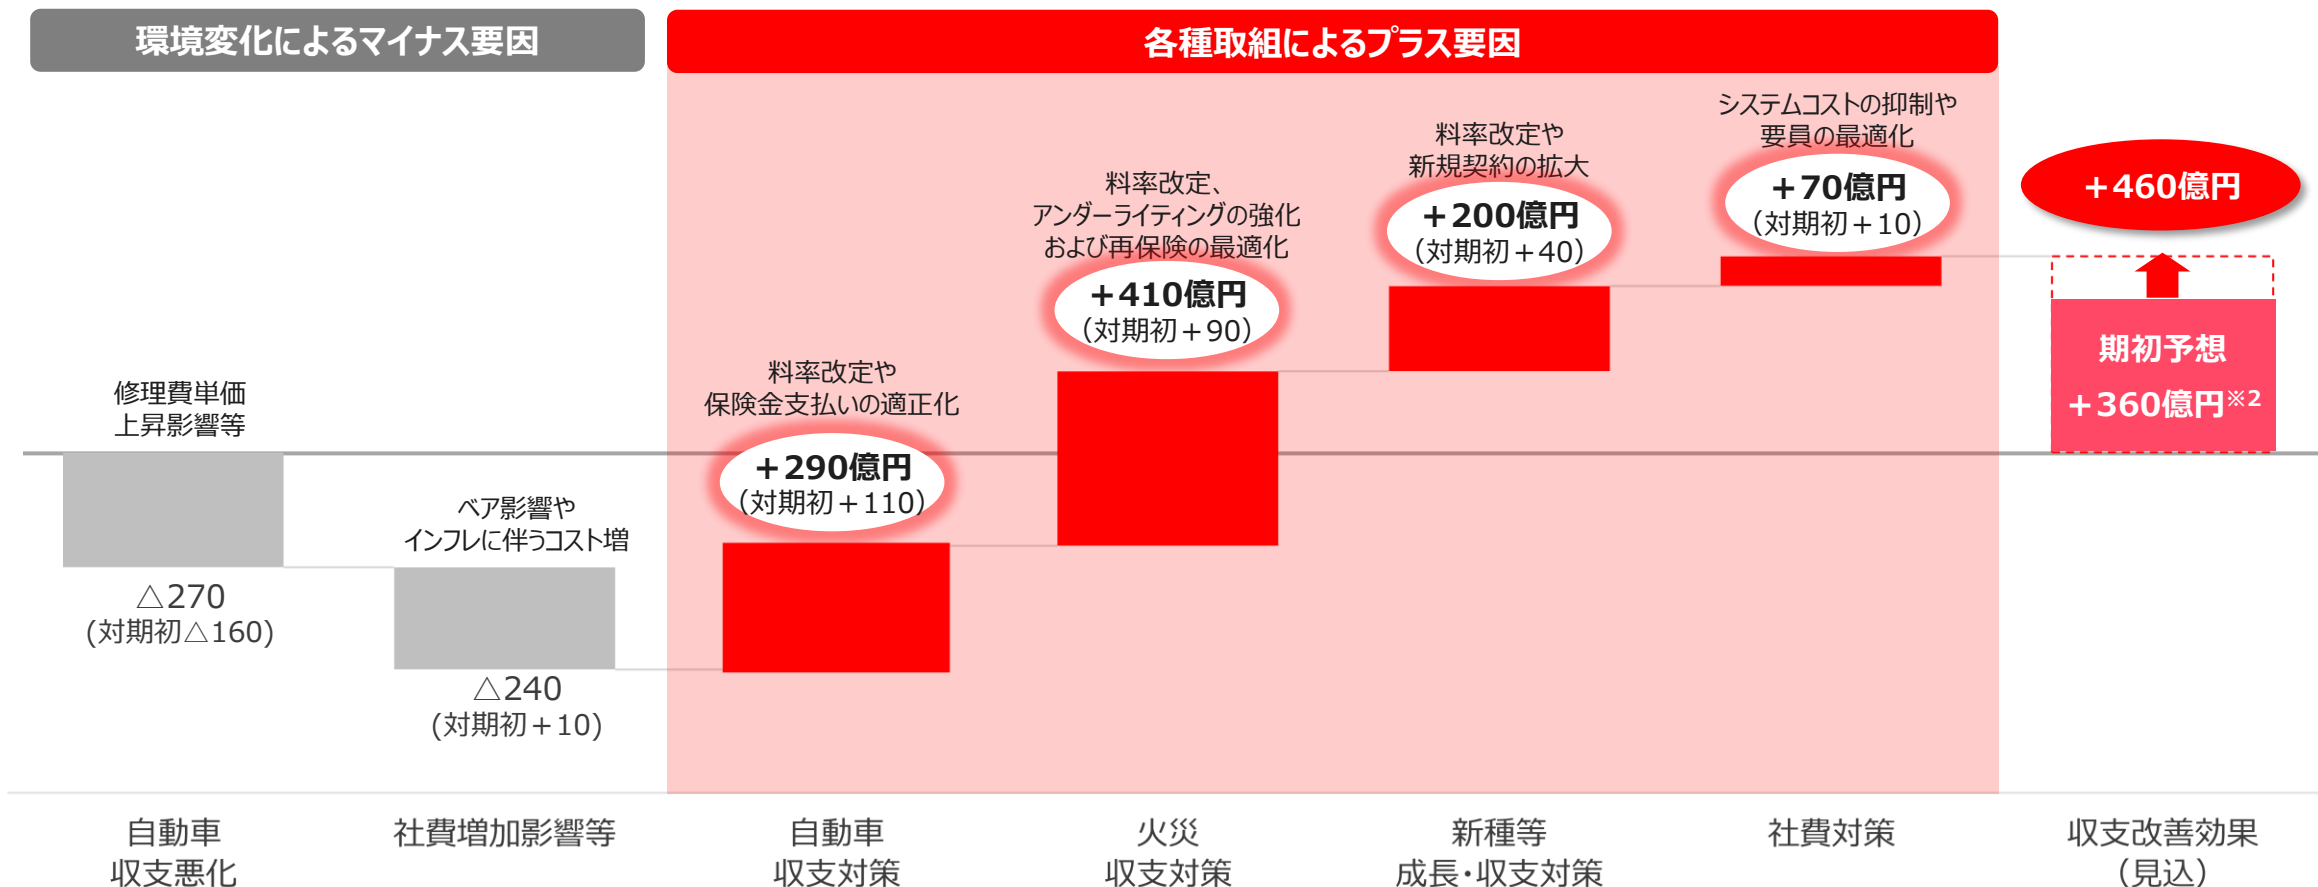 環境変化によるマイナス要因
各種取組によるプラス要因
修理費単価
上昇影響等
△270
(対期初△160)
ベア影響や
インフレに伴うコスト増
△240
(対期初＋10)
料率改定や
保険金支払いの適正化
＋290億円
（対期初＋110）
料率改定、
アンダーライティングの強化
および再保険の最適化
＋410億円
（対期初＋90）
料率改定や
新規契約の拡大
＋200億円
（対期初＋40）
システムコストの抑制や
要員の最適化
＋70億円
（対期初＋10）
＋460億円
期初予想
＋360億円※2
自動車
収支悪化
社費増加影響等
自動車
収支対策
火災
収支対策
新種等
成長・収支対策
社費対策
収支改善効果
（見込）